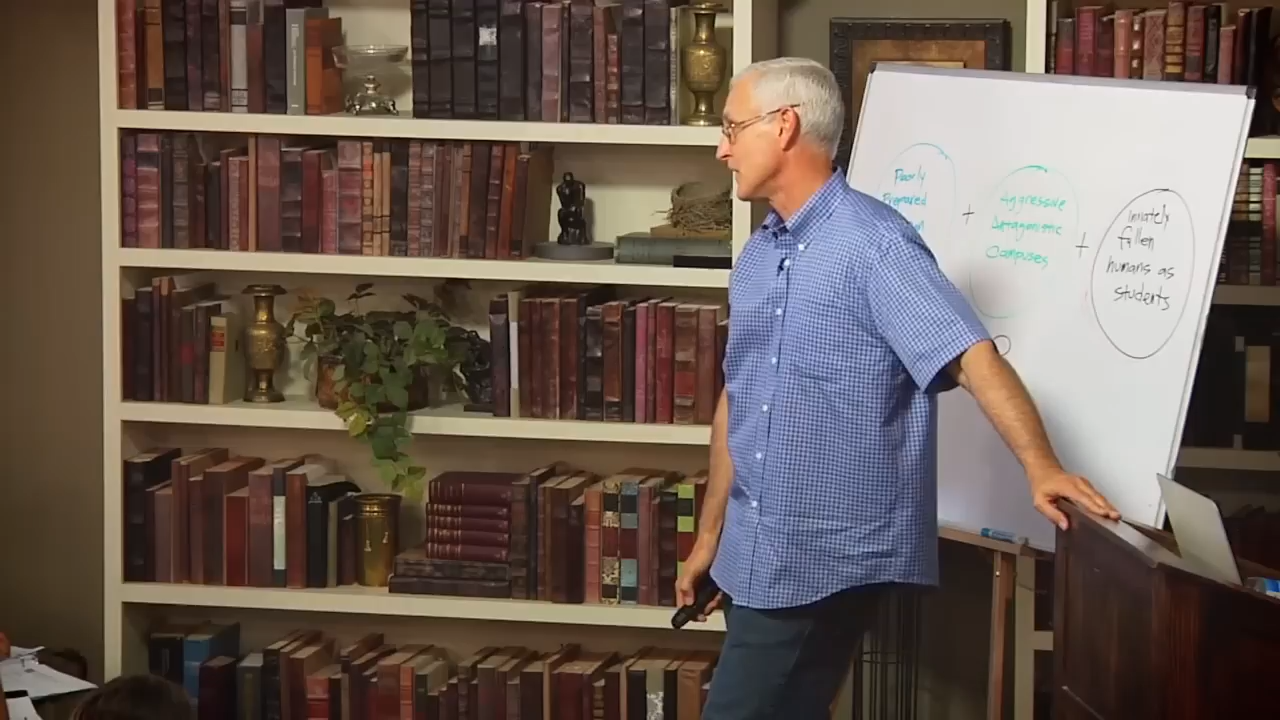 Poorly
Prepared
+
Aggressive
Antagonistic
Campuses
+
Innately
fallen
humans as
students